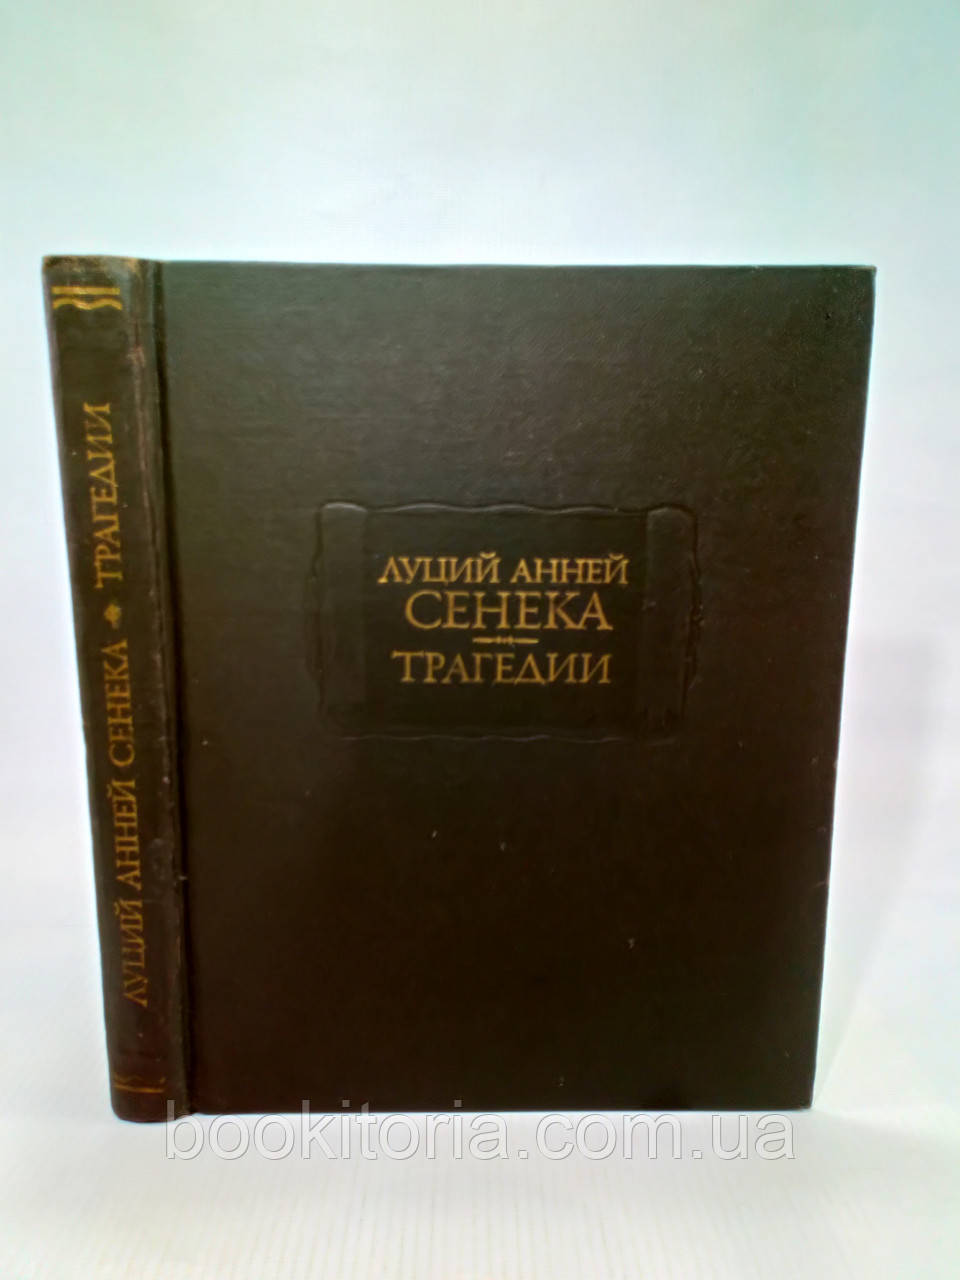 ЛУЦИЙ АННЕЙ СЕНЕКА ТРАГЕДИИ
ЛУЦИЙ АННЕЙ
СЕНЕКА
ТРАГЕДИИ
bookitoria.com.ua